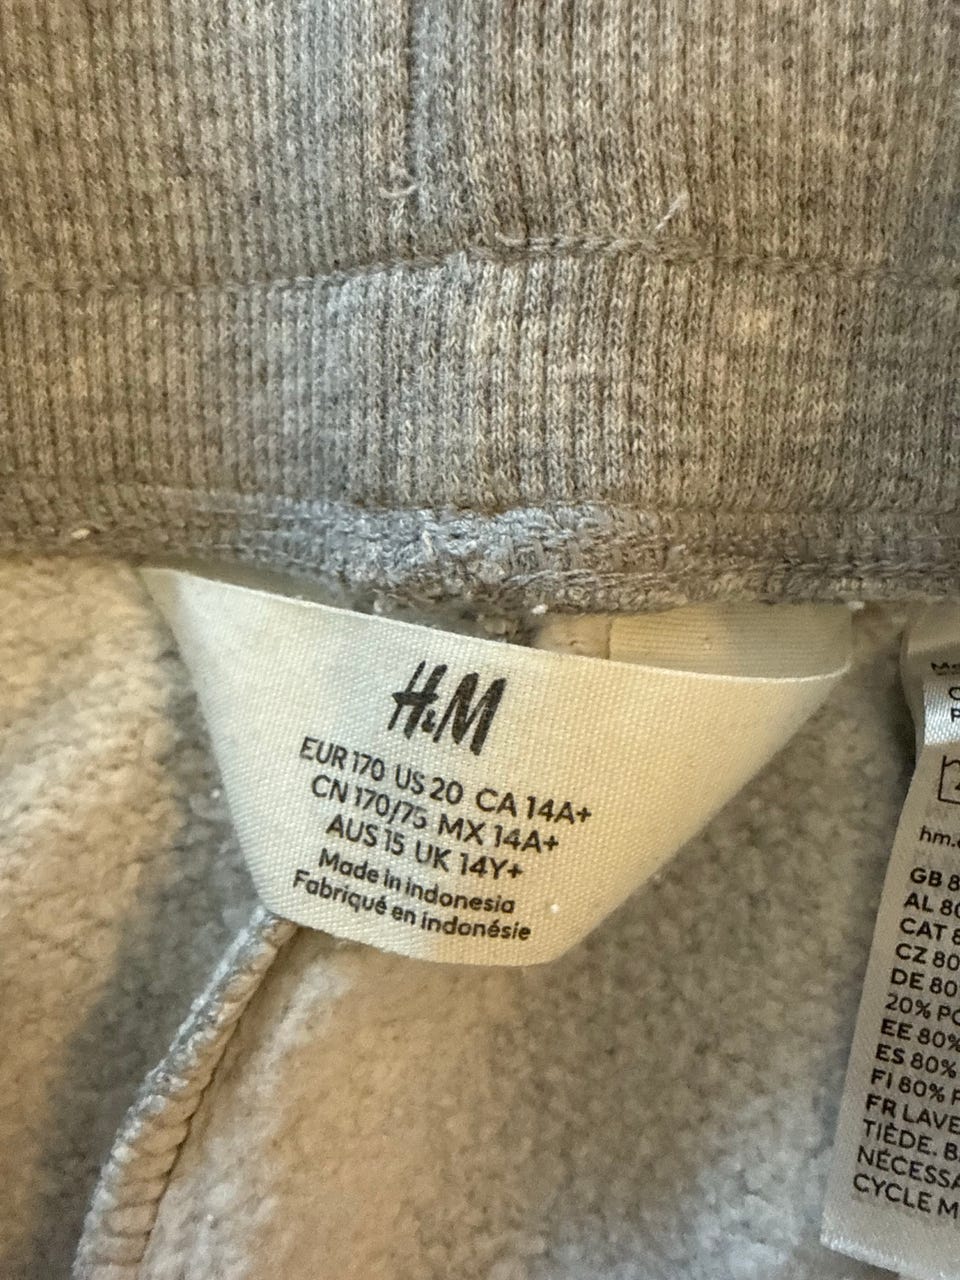 H&M
EUR 170 US 20 CA 14A+
CN 170/75 MX 14A+
AUS 15 UK 14Y+
Made in Indonesia
Fabriqué en Indonésie
hm.
GB 8
AL 80
CAT 8
CZ 80
DE 80
20% PO
EE 80%
ES 80%
FI 80% P
FR LAVE
TIÈDE. B
NÉCESSA
CYCLE M